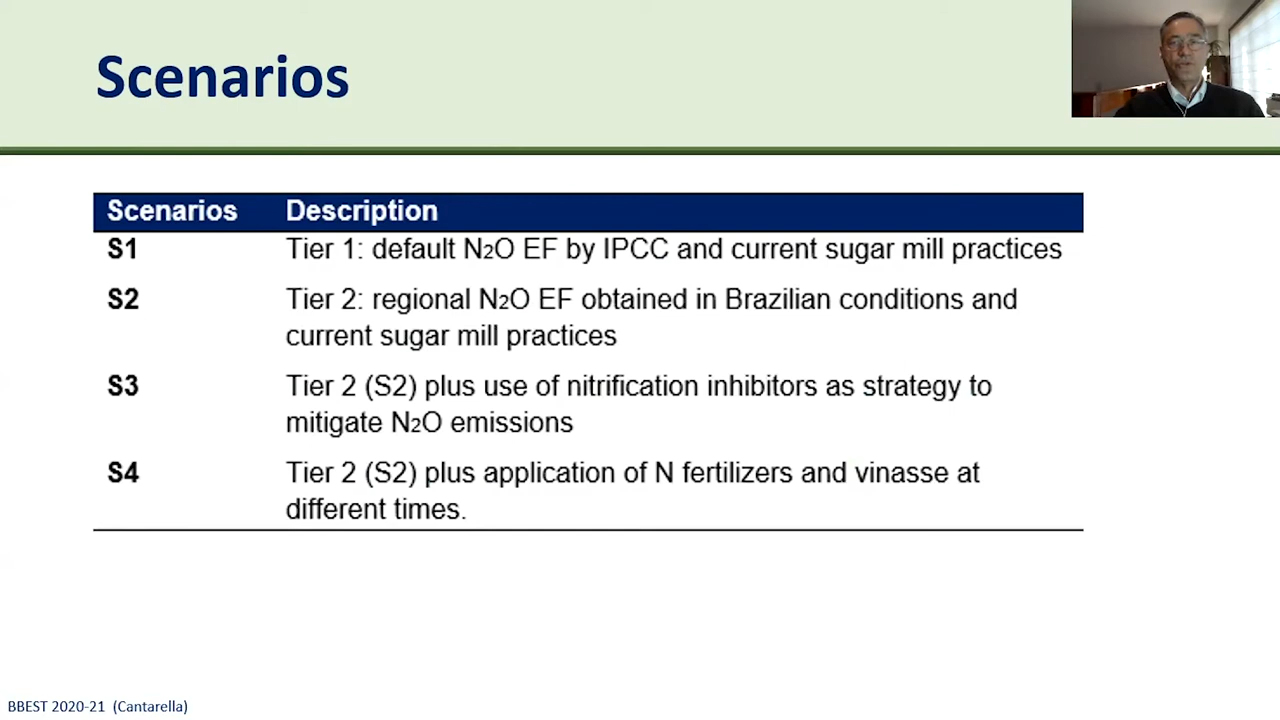 Scenarios
Scenarios Description
S1 Tier 1: default N2O EF by IPCC and current sugar mill practices
S2 Tier 2: regional N2O EF obtained in Brazilian conditions and
current sugar mill practices
S3 Tier 2 (S2) plus use of nitrification inhibitors as strategy to
mitigate N2O emissions
S4 Tier 2 (S2) plus application of N fertilizers and vinasse at
different times.
BBEST 2020-21 (Cantarella)